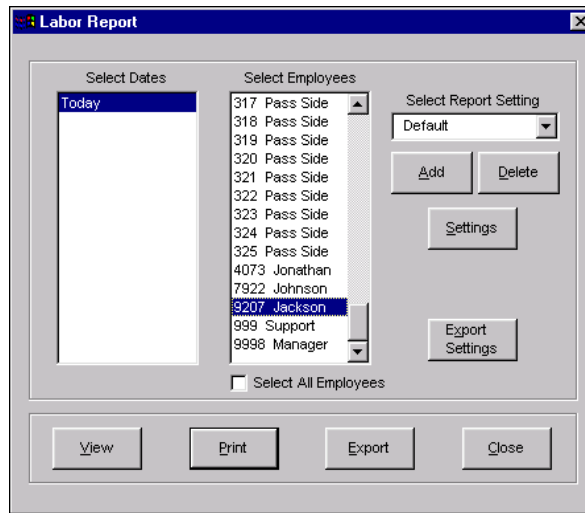 Labor Report
Select Dates
Today
Select Employees
317 Pass Side
318 Pass Side
319 Pass Side
320 Pass Side
321 Pass Side
322 Pass Side
323 Pass Side
324 Pass Side
325 Pass Side
4073 Jonathan
7922 Johnson
9207 Jackson
999 Support
9998 Manager
Select All Employees
Select Report Setting
Default
Add
Delete
Settings
Export
Settings
View
Print
Export
Close